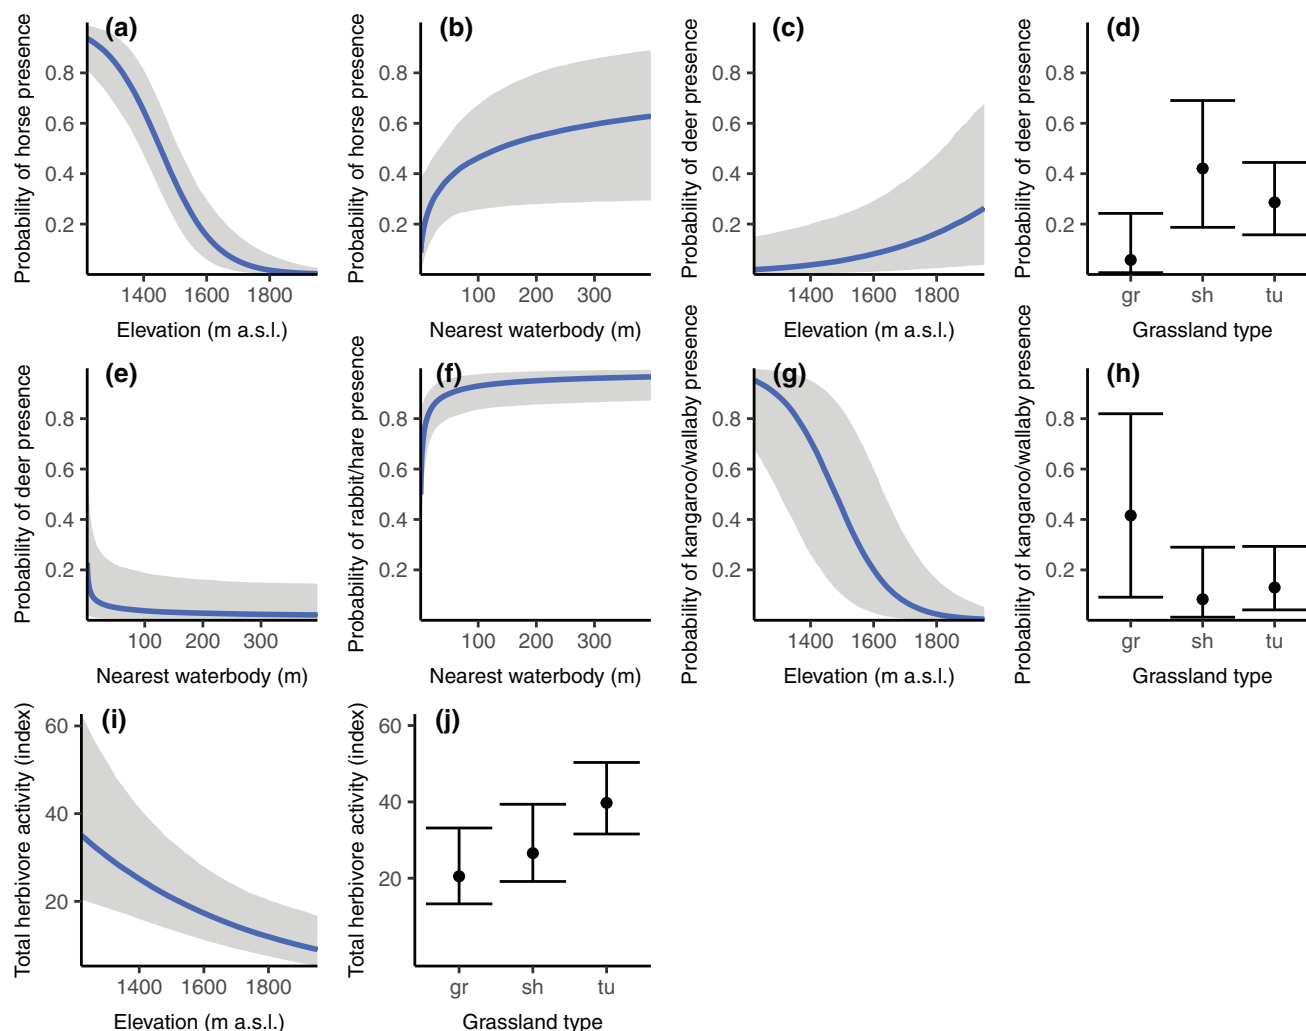 (a)
Probability of horse presence
0.8
0.6
0.4
0.2
1400 1600 1800
Elevation (m a.s.l.)
(b)
Probability of horse presence
0.8
0.6
0.4
0.2
100 200 300
Nearest waterbody (m)
(c)
Probability of deer presence
0.8
0.6
0.4
0.2
1400 1600 1800
Elevation (m a.s.l.)
(d)
Probability of deer presence
0.8
0.6
0.4
0.2
gr sh tu
Grassland type
(e)
Probability of deer presence
0.8
0.6
0.4
0.2
100 200 300
Nearest waterbody (m)
(f)
Probability of rabbit/hare presence
0.8
0.6
0.4
0.2
100 200 300
Nearest waterbody (m)
(g)
Probability of kangaroo/wallaby presence
0.8
0.6
0.4
0.2
1400 1600 1800
Elevation (m a.s.l.)
(h)
Probability of kangaroo/wallaby presence
0.8
0.6
0.4
0.2
gr sh tu
Grassland type
(i)
Total herbivore activity (index)
60
40
20
1400 1600 1800
Elevation (m a.s.l.)
(j)
Total herbivore activity (index)
60
40
20
gr sh tu
Grassland type